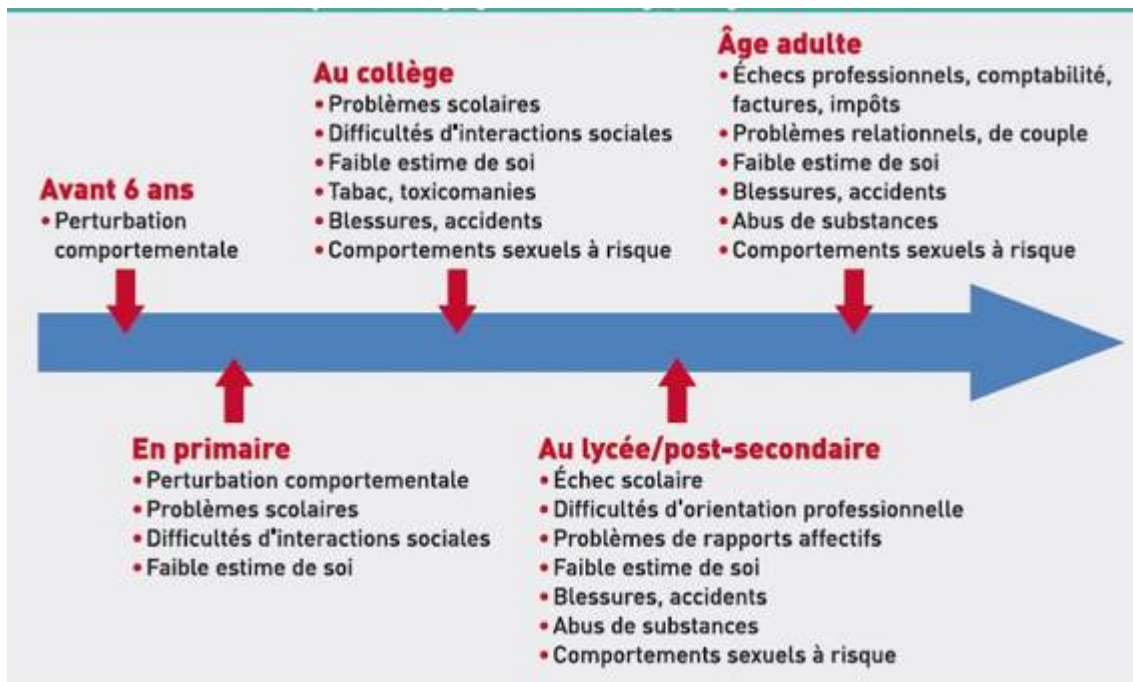 Avant 6 ans
• Perturbation
comportementale
En primaire
• Perturbation comportementale
• Problèmes scolaires
• Difficultés d'interactions sociales
• Faible estime de soi
Au collège
• Problèmes scolaires
• Difficultés d'interactions sociales
• Faible estime de soi
• Tabac, toxicomanies
• Blessures, accidents
• Comportements sexuels à risque
Au lycée/post-secondaire
• Échec scolaire
• Difficultés d'orientation professionnelle
• Problèmes de rapports affectifs
• Faible estime de soi
• Blessures, accidents
• Abus de substances
• Comportements sexuels à risque
Âge adulte
• Échecs professionnels, comptabilité,
factures, impôts
• Problèmes relationnels, de couple
• Faible estime de soi
• Blessures, accidents
• Abus de substances
• Comportements sexuels à risque